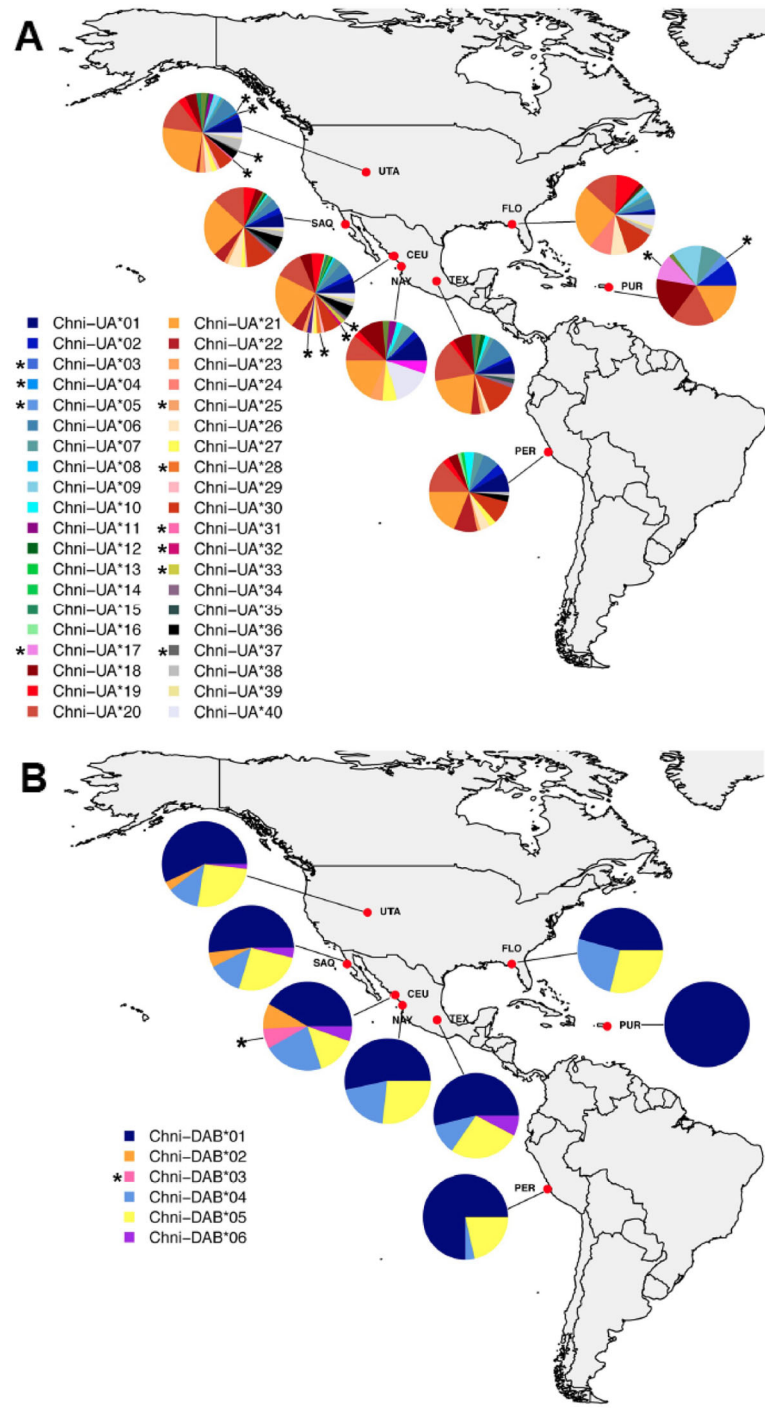 A
UTA
FLO
SAQ
CEU
PUR
NAY
TEX
PER
Chni-UA*01
Chni-UA*02
* Chni-UA*03
* Chni-UA*04
* Chni-UA*05
Chni-UA*06
Chni-UA*07
Chni-UA*08
Chni-UA*09
Chni-UA*10
Chni-UA*11
Chni-UA*12
Chni-UA*13
Chni-UA*14
Chni-UA*15
Chni-UA*16
* Chni-UA*17
Chni-UA*18
Chni-UA*19
Chni-UA*20
Chni-UA*21
Chni-UA*22
Chni-UA*23
Chni-UA*24
* Chni-UA*25
Chni-UA*26
Chni-UA*27
* Chni-UA*28
Chni-UA*29
Chni-UA*30
* Chni-UA*31
* Chni-UA*32
* Chni-UA*33
Chni-UA*34
Chni-UA*35
Chni-UA*36
* Chni-UA*37
Chni-UA*38
Chni-UA*39
Chni-UA*40
B
UTA
FLO
SAQ
CEU
NAY
TEX
PUR
PER
Chni-DAB*01
Chni-DAB*02
* Chni-DAB*03
Chni-DAB*04
Chni-DAB*05
Chni-DAB*06